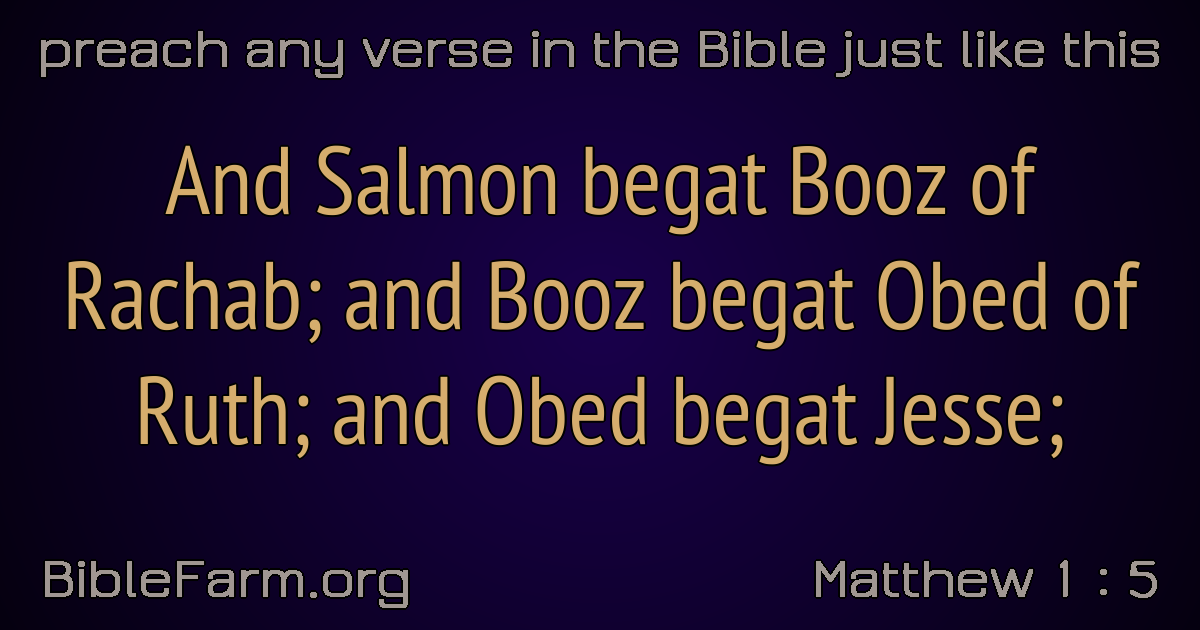 preach any verse in the Bible just like this
And Salmon begat Booz of
Rachab; and Booz begat Obed of
Ruth; and Obed begat Jesse;
BibleFarm.org
Matthew 1 : 5